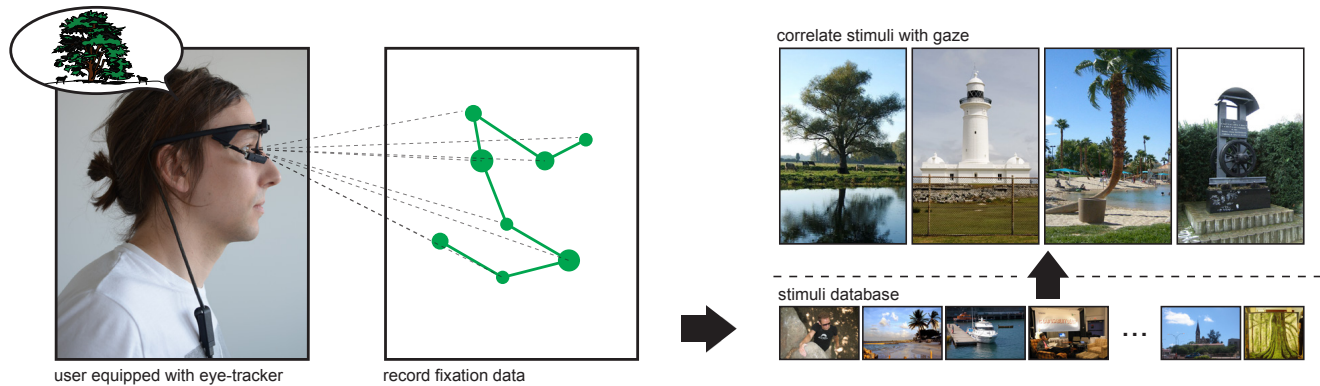 correlate stimuli with gaze
stimuli database
...
user equipped with eye-tracker
record fixation data